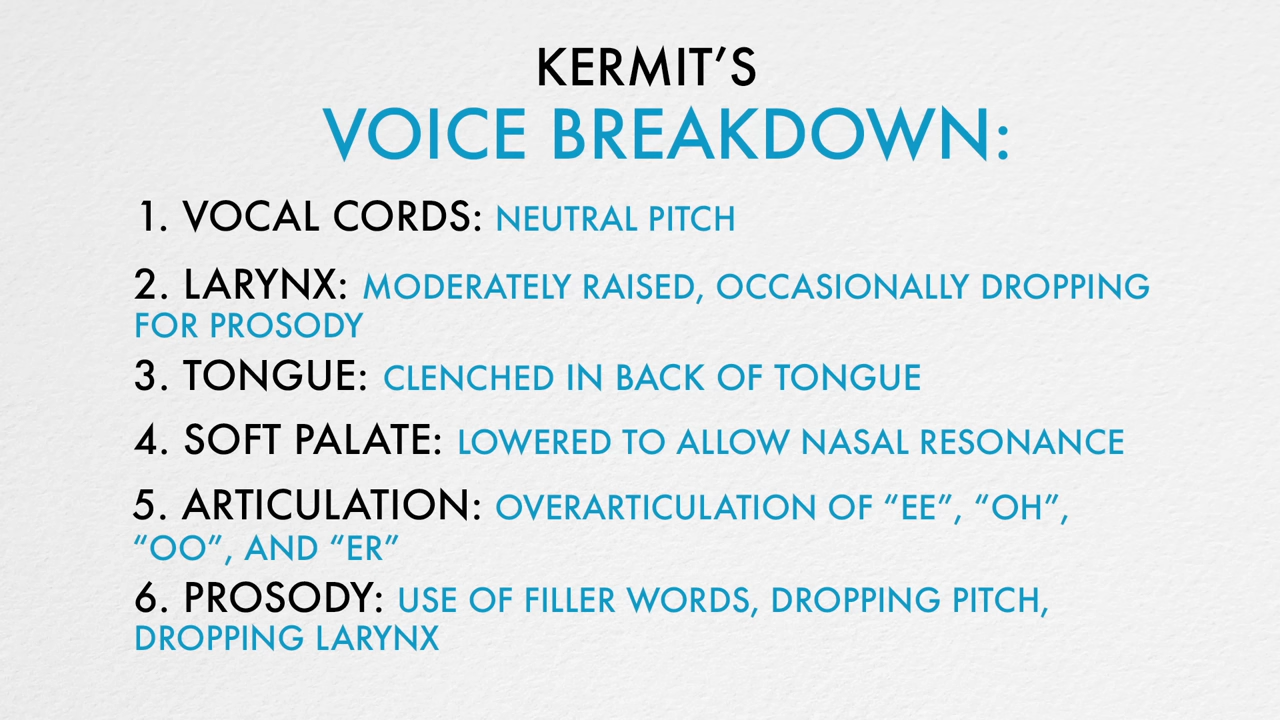 KERMIT’S
VOICE BREAKDOWN:
1. VOCAL CORDS: NEUTRAL PITCH
2. LARYNX: MODERATELY RAISED, OCCASIONALLY DROPPING
FOR PROSODY
3. TONGUE: CLENCHED IN BACK OF TONGUE
4. SOFT PALATE: LOWERED TO ALLOW NASAL RESONANCE
5. ARTICULATION: OVERARTICULATION OF “EE”, “OH”,
“OO”, AND “ER”
6. PROSODY: USE OF FILLER WORDS, DROPPING PITCH,
DROPPING LARYNX